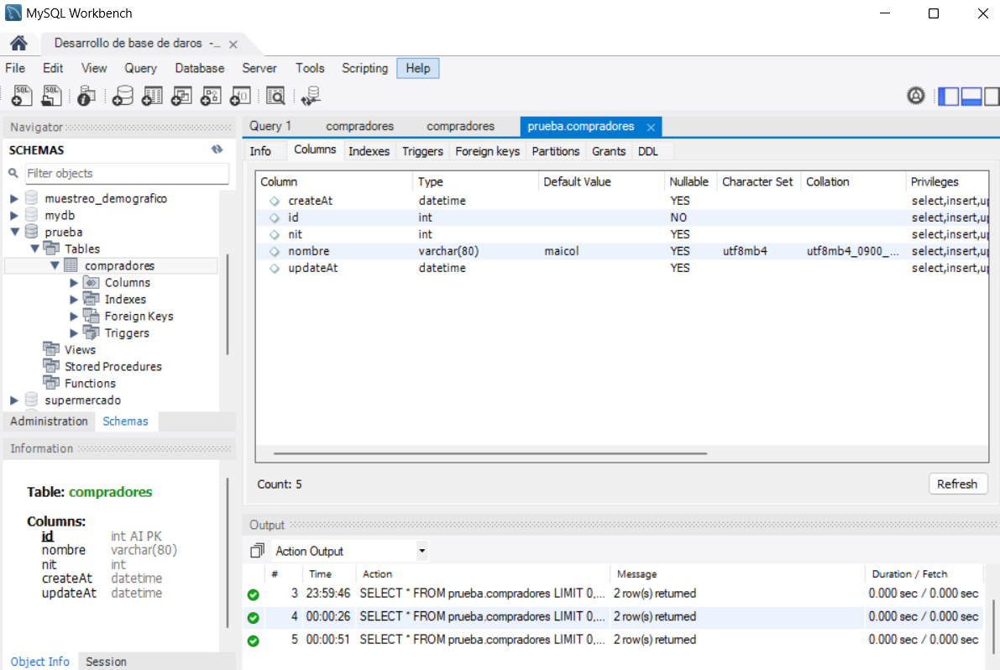 MySQL Workbench
Desarrollo de base de daros -...
File Edit View Query Database Server Tools Scripting Help
Navigator
SCHEMAS
Filter objects
muestreo_demografico
mydb
prueba
Tables
compradores
Columns
Indexes
Foreign Keys
Triggers
Views
Stored Procedures
Functions
supermercado
Administration Schemas
Information
Table: compradores
Columns:
id int AI PK
nombre varchar(80)
nit int
createAt datetime
updateAt datetime
Object Info Session
Query 1 compradores compradores prueba.compradores
Info Columns Indexes Triggers Foreign keys Partitions Grants DDL
Column Type Default Value Nullable Character Set Collation Privileges
createAt datetime YES select,insert,up
id int NO select,insert,up
nit int YES select,insert,up
nombre varchar(80) maicol YES utf8mb4 utf8mb4_0900_... select,insert,up
updateAt datetime YES select,insert,up
Count: 5 Refresh
Output
Action Output
# Time Action Message Duration / Fetch
3 23:59:46 SELECT * FROM prueba.compradores LIMIT 0,... 2 row(s) returned 0.000 sec / 0.000 sec
4 00:00:26 SELECT * FROM prueba.compradores LIMIT 0,... 2 row(s) returned 0.000 sec / 0.000 sec
5 00:00:51 SELECT * FROM prueba.compradores LIMIT 0,... 2 row(s) returned 0.000 sec / 0.000 sec